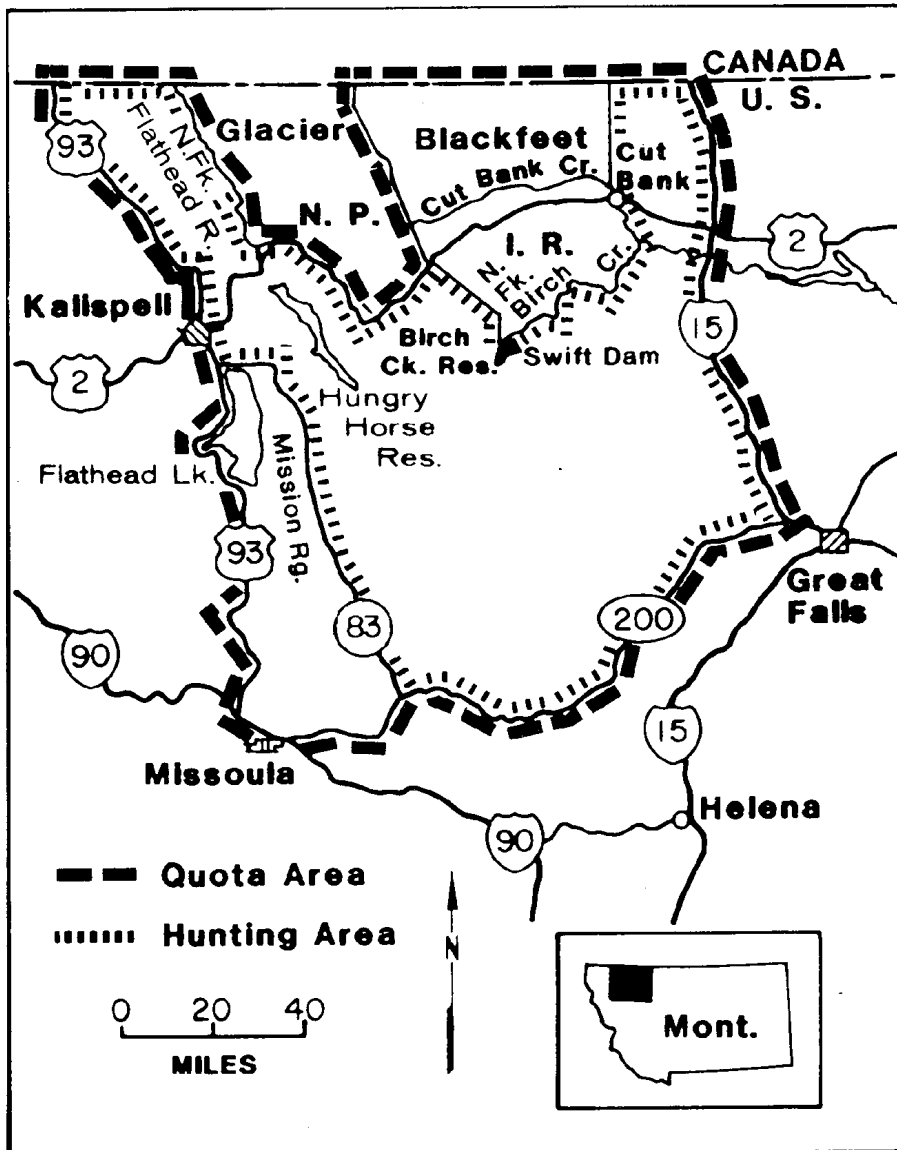 CANADA
U. S.
93
N. Fk.
Flathead R.
Glacier
N. P.
Blackfeet
I. R.
Cut Bank Cr.
Cut
Bank
2
N.
Fk.
Birch
Cr.
Kalispell
15
Birch
Ck. Res.
Swift Dam
2
Hungry
Horse
Res.
Flathead Lk.
Mission Rg.
93
Great
Falls
83
200
90
15
Missoula
Helena
90
Quota Area
Hunting Area
N
0 20 40
MILES
Mont.